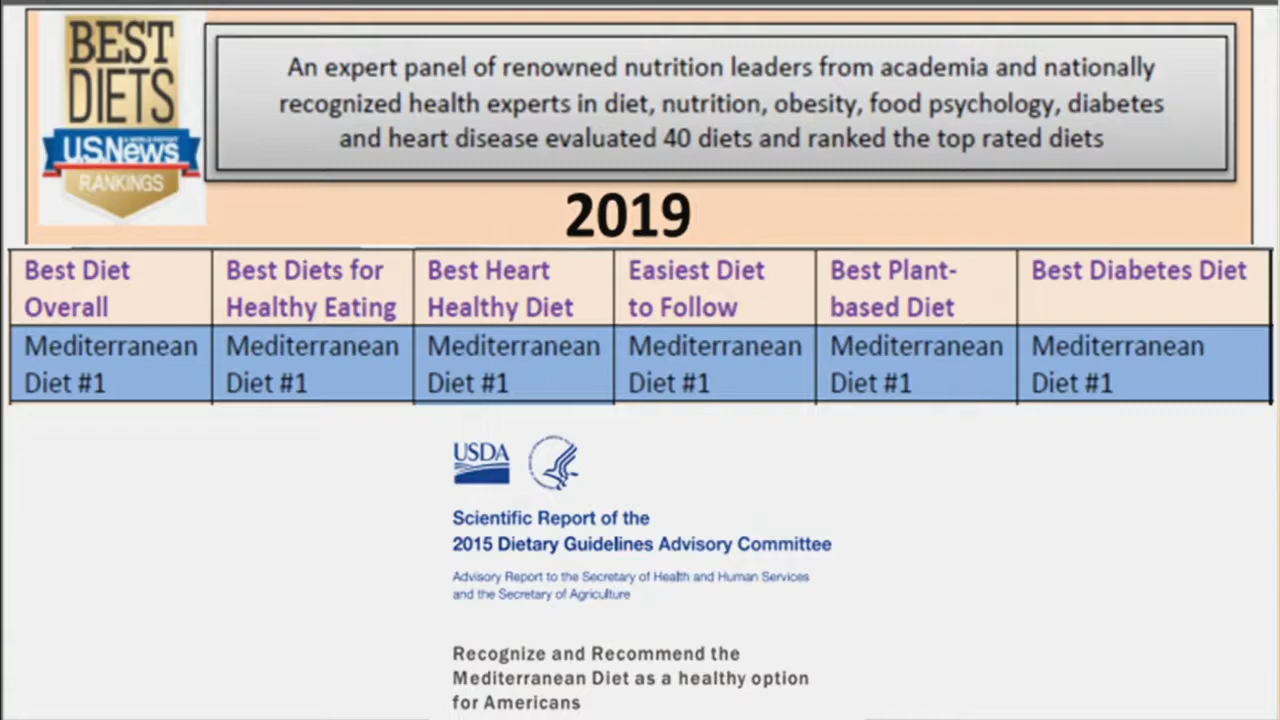 BEST
DIETS
U.S.News
RANKINGS
An expert panel of renowned nutrition leaders from academia and nationally
recognized health experts in diet, nutrition, obesity, food psychology, diabetes
and heart disease evaluated 40 diets and ranked the top rated diets
2019
Best Diet
Overall
Best Diets for
Healthy Eating
Best Heart
Healthy Diet
Easiest Diet
to Follow
Best Plant-
based Diet
Best Diabetes Diet
Mediterranean
Diet #1
Mediterranean
Diet #1
Mediterranean
Diet #1
Mediterranean
Diet #1
Mediterranean
Diet #1
Mediterranean
Diet #1
USDA
Scientific Report of the
2015 Dietary Guidelines Advisory Committee
Advisory Report to the Secretary of Health and Human Services
and the Secretary of Agriculture
Recognize and Recommend the
Mediterranean Diet as a healthy option
for Americans